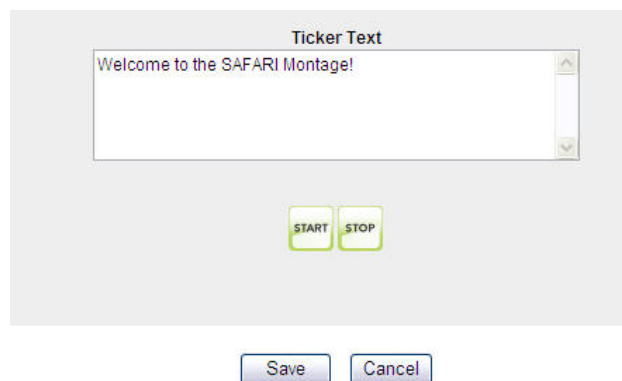 Ticker Text
Welcome to the SAFARI Montage!
START STOP
Save Cancel